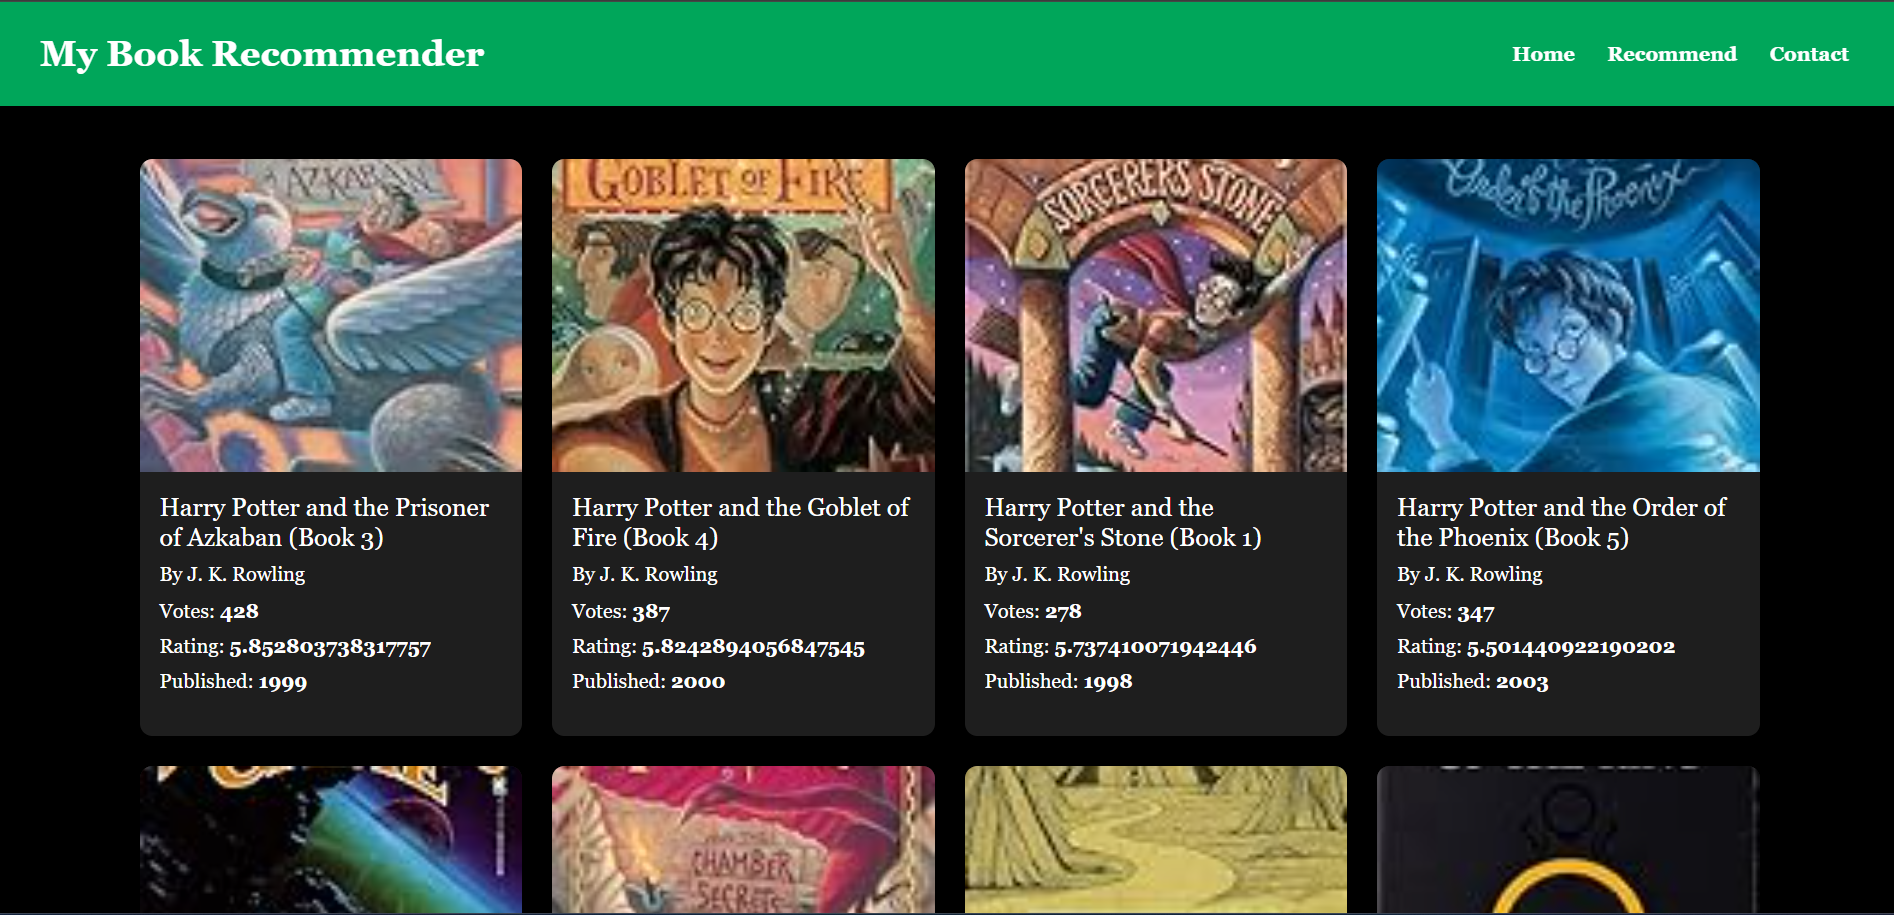 My Book Recommender
Home Recommend Contact
AZKABAN
GOBLET OF FIRE
SORCERER'S STONE
Order of the Phoenix
Harry Potter and the Prisoner
of Azkaban (Book 3)
By J. K. Rowling
Votes: 428
Rating: 5.852803738317757
Published: 1999
Harry Potter and the Goblet of
Fire (Book 4)
By J. K. Rowling
Votes: 387
Rating: 5.8242894056847545
Published: 2000
Harry Potter and the
Sorcerer's Stone (Book 1)
By J. K. Rowling
Votes: 278
Rating: 5.737410071942446
Published: 1998
Harry Potter and the Order of
the Phoenix (Book 5)
By J. K. Rowling
Votes: 347
Rating: 5.501440922190202
Published: 2003
CHAMBER
SECRETS